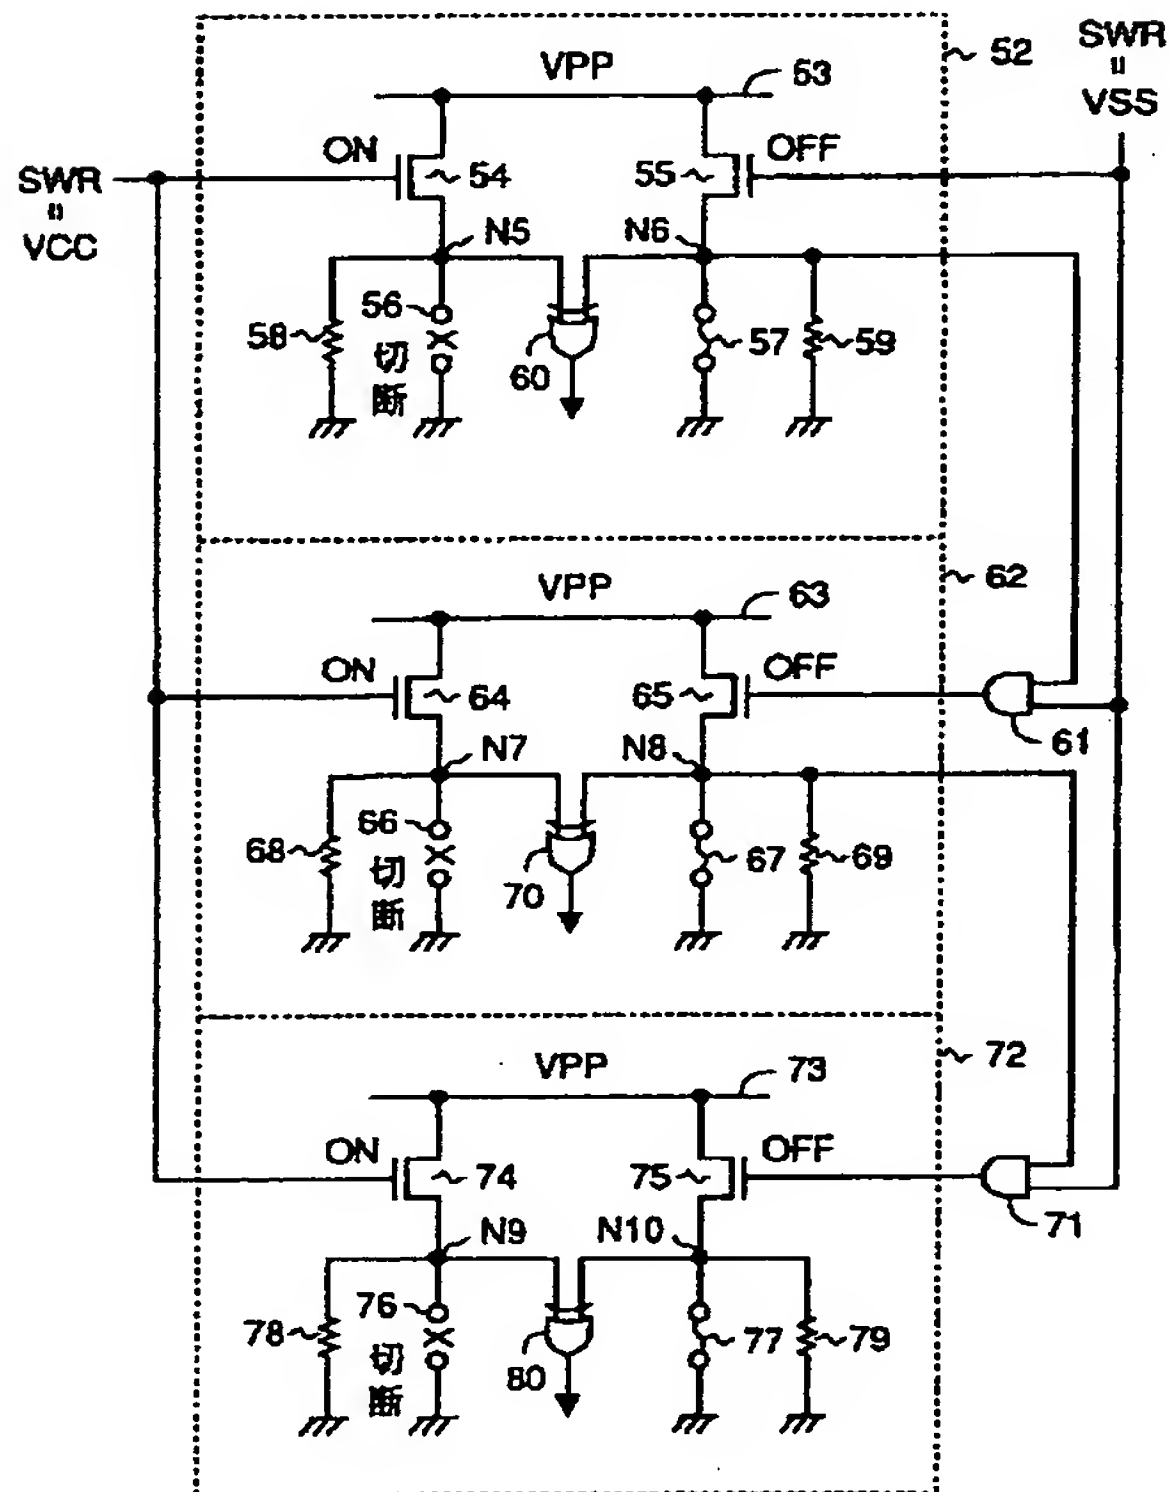 52
SWR
=
VSS
VPP
53
ON
OFF
SWR
=
VCC
54
55
N5
N6
56
切断
58
60
57
59
VPP
62
63
ON
OFF
64
65
61
N7
N8
66
切断
68
70
67
69
VPP
72
73
ON
OFF
74
75
71
N9
N10
76
切断
78
80
77
79